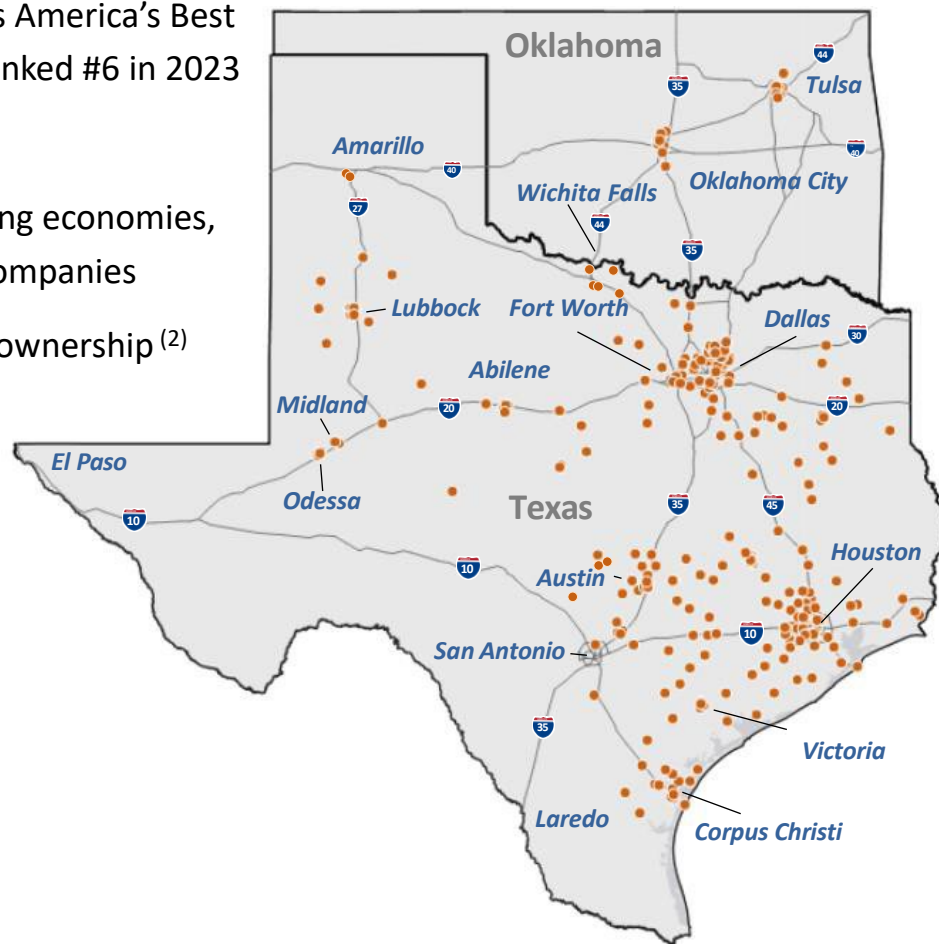 s America's Best
nked #6 in 2023
ng economies,
ompanies
ownership (2)
Oklahoma
44
35
Tulsa
Amarillo
40
40
Oklahoma City
Wichita Falls
27
44
35
Lubbock
Fort Worth
Dallas
30
Abilene
Midland
20
20
El Paso
Odessa
Texas
35
45
10
Houston
10
Austin
10
San Antonio
35
Victoria
Laredo
Corpus Christi